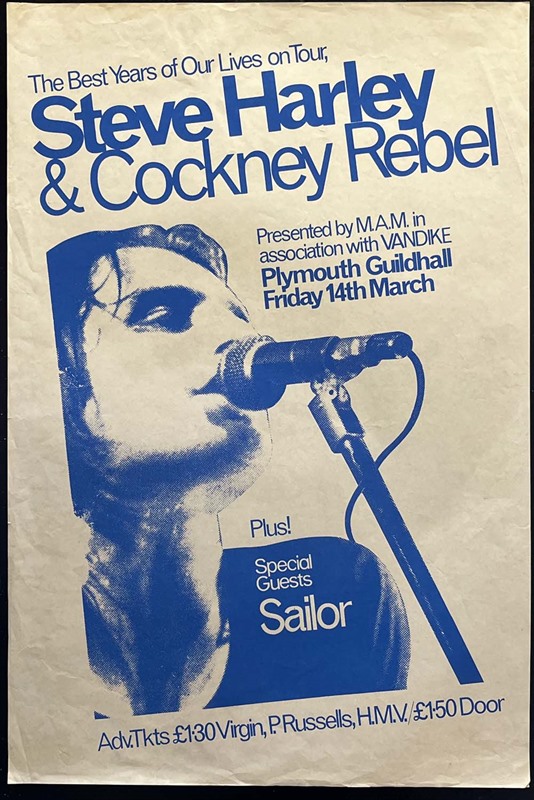 The Best Years of Our Lives on Tour,
Steve Harley
& Cockney Rebel
Presented by M.A.M. in
association with VANDIKE
Plymouth Guildhall
Friday 14th March
Plus!
Special
Guests
Sailor
Adv.Tkts £1·30 Virgin, P. Russells, H.M.V./£1·50 Door